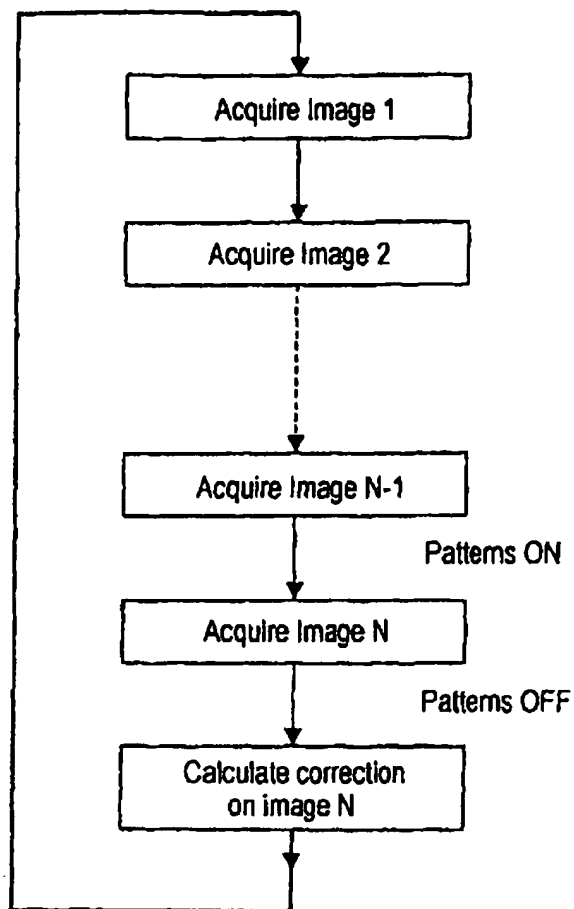 Acquire Image 1
Acquire Image 2
Acquire Image N-1
Patterns ON
Acquire Image N
Patterns OFF
Calculate correction
on image N